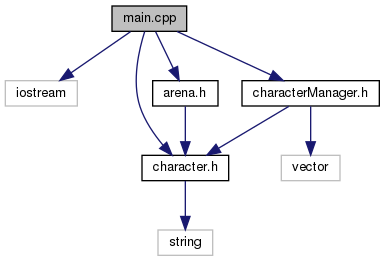 main.cpp
iostream
arena.h
characterManager.h
character.h
vector
string